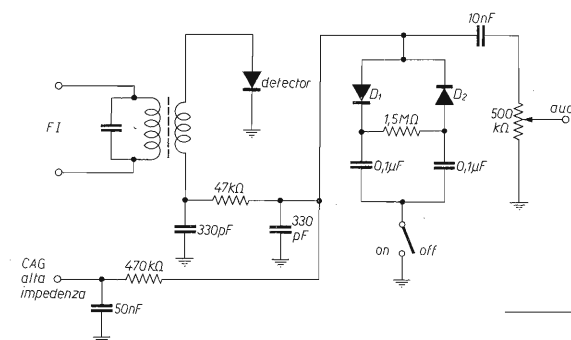 10nF
detector
D1
D2
FI
1,5MΩ
500
kΩ
0,1μF
0,1μF
47kΩ
330pF
330
pF
on
off
CAG
alta
impedenza
470kΩ
50nF